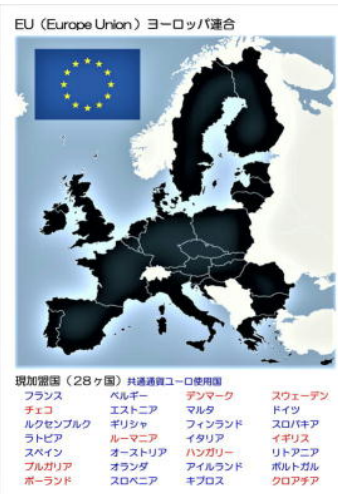 EU（Europe Union）ヨーロッパ連合
現加盟国（２８ヶ国）共通通貨ユーロ使用国
フランス ベルギー デンマーク スウェーデン
チェコ エストニア マルタ ドイツ
ルクセンブルク ギリシャ フィンランド スロバキア
ラトビア ルーマニア イタリア イギリス
スペイン オーストリア ハンガリー リトアニア
ブルガリア オランダ アイルランド ポルトガル
ポーランド スロベニア キプロス クロアチア